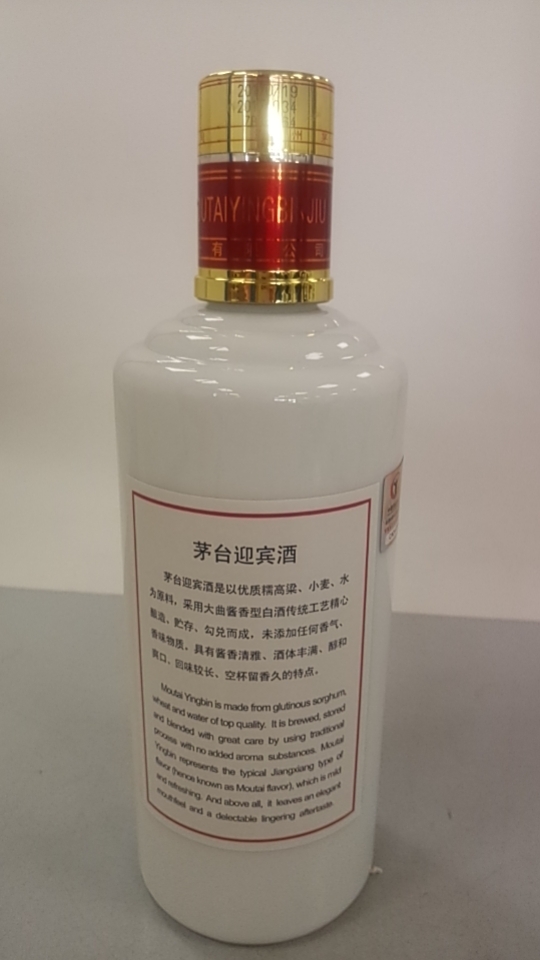 UTAIYINGBIN JIU
有 公 司
茅台迎宾酒
茅台迎宾酒是以优质糯高粱、小麦、水
为原料，采用大曲酱香型白酒传统工艺精心
酿造、贮存、勾兑而成，未添加任何香气、
香味物质，具有酱香清雅、酒体丰满、醇和
爽口、回味较长、空杯留香久的特点。
Moutai Yingbin is made from glutinous sorghum,
wheat and water of top quality. It is brewed, stored
and blended with great care by using traditional
process with no added aroma substances. Moutai
Yingbin represents the typical Jiangxiang type of
flavor (hence known as Moutai flavor), which is mild
and refreshing. And above all, it leaves an elegant
mouthfeel and a delectable lingering aftertaste.